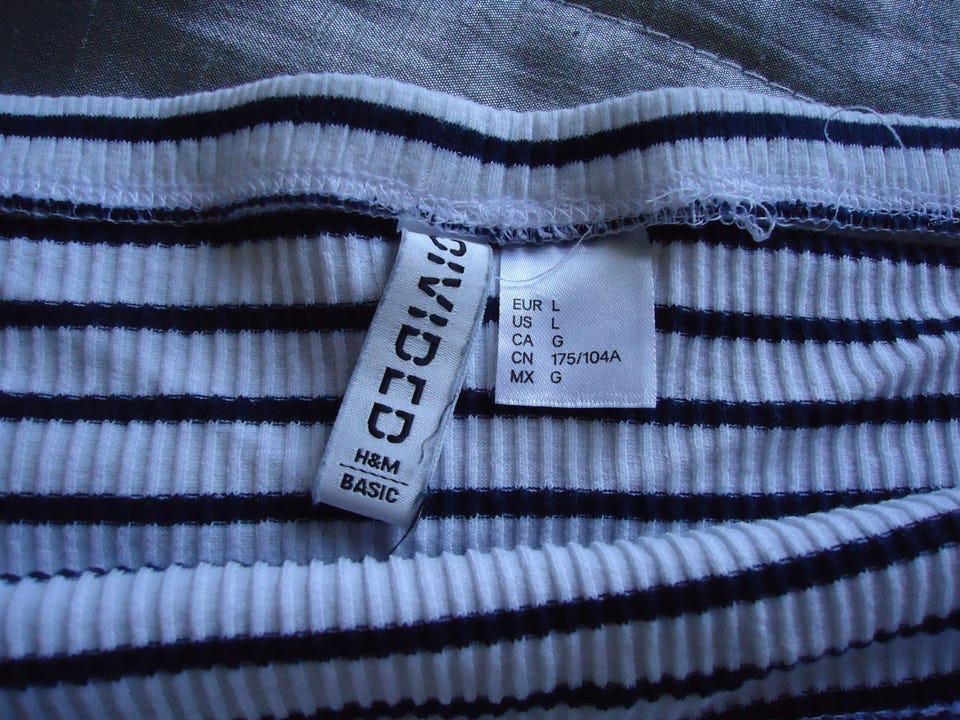 DIVIDED
H&M
BASIC
EUR L
US L
CA G
CN 175/104A
MX G